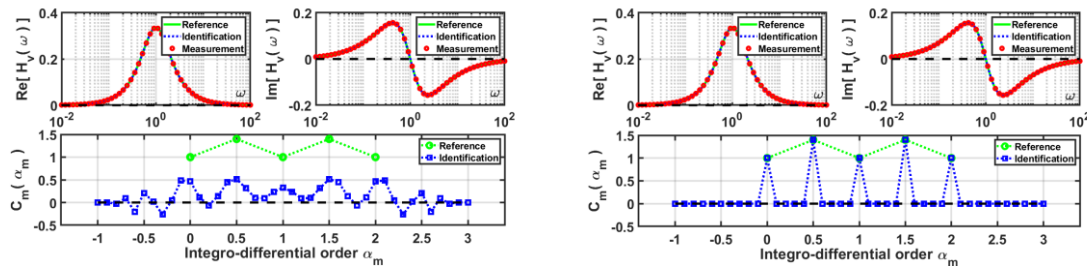 Re[ H_v( ω ) ]
0.4
0.2
0
10^-2 10^0 10^2
ω
Reference
Identification
Measurement
Im[ H_v( ω ) ]
0.2
0
-0.2
10^-2 10^0 10^2
ω
Reference
Identification
Measurement
C_m( α_m )
1.5
1.0
0.5
0
-0.5
-1 -0.5 0 0.5 1 1.5 2 2.5 3
Reference
Identification
Integro-differential order α_m
Re[ H_v( ω ) ]
0.4
0.2
0
10^-2 10^0 10^2
ω
Reference
Identification
Measurement
Im[ H_v( ω ) ]
0.2
0
-0.2
10^-2 10^0 10^2
ω
Reference
Identification
Measurement
C_m( α_m )
1.5
1.0
0.5
0
-0.5
-1 -0.5 0 0.5 1 1.5 2 2.5 3
Reference
Identification
Integro-differential order α_m